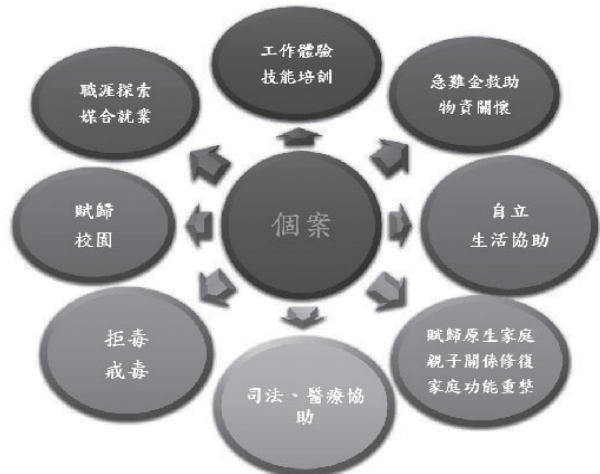 工作體驗
技能培訓
急難金救助
物資關懷
自立
生活協助
賦歸原生家庭
親子關係修復
家庭功能重整
司法、醫療協
助
拒毒
戒毒
賦歸
校園
職涯探索
媒合就業
個案